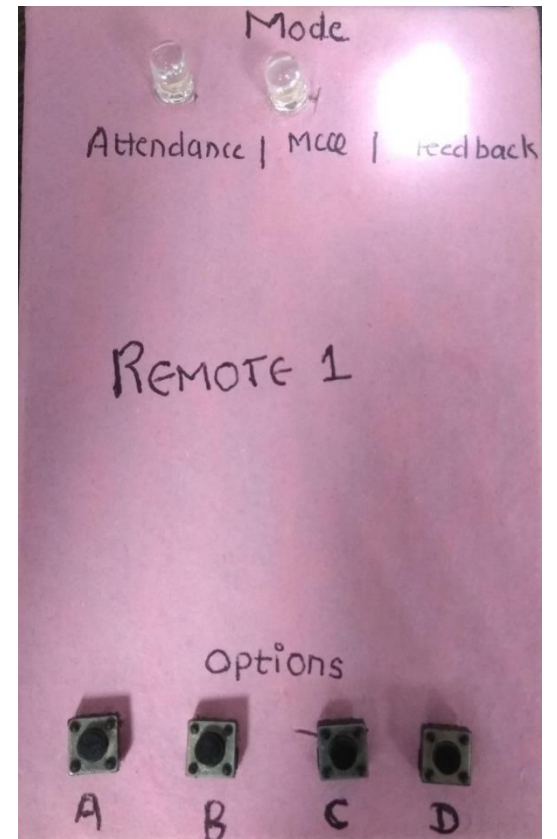 Mode
Attendance | MCQ | Feedback
REMOTE 1
Options
A B C D